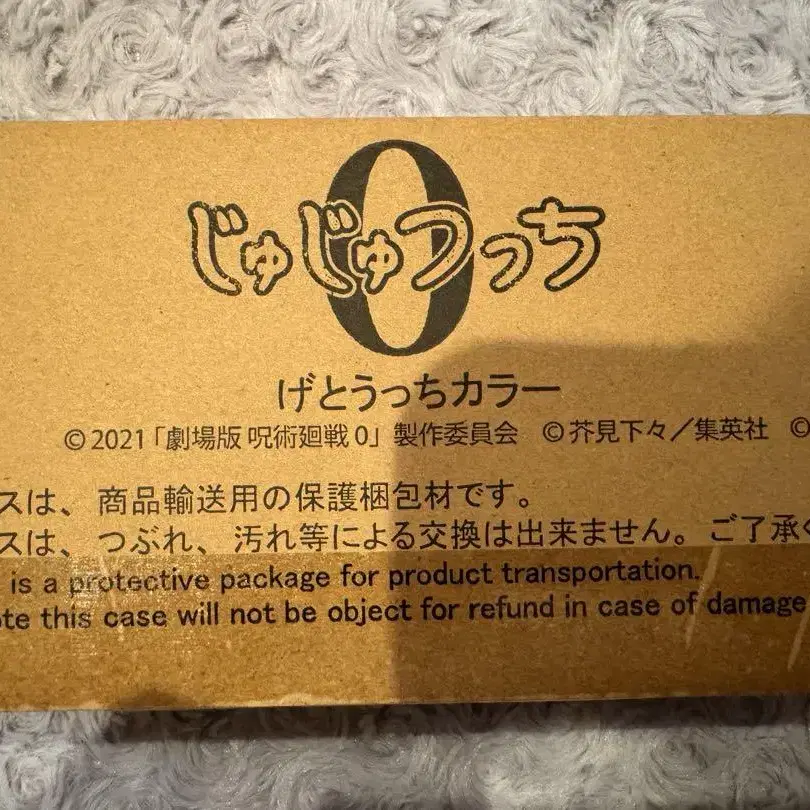 じゅじゅつっち
0
げとうっちカラー
©2021「劇場版 呪術廻戦 0」製作委員会 ©芥見下々／集英社 ©
スは、商品輸送用の保護梱包材です。
スは、つぶれ、汚れ等による交換は出来ません。ご了承く
is a protective package for product transportation.
te this case will not be object for refund in case of damage